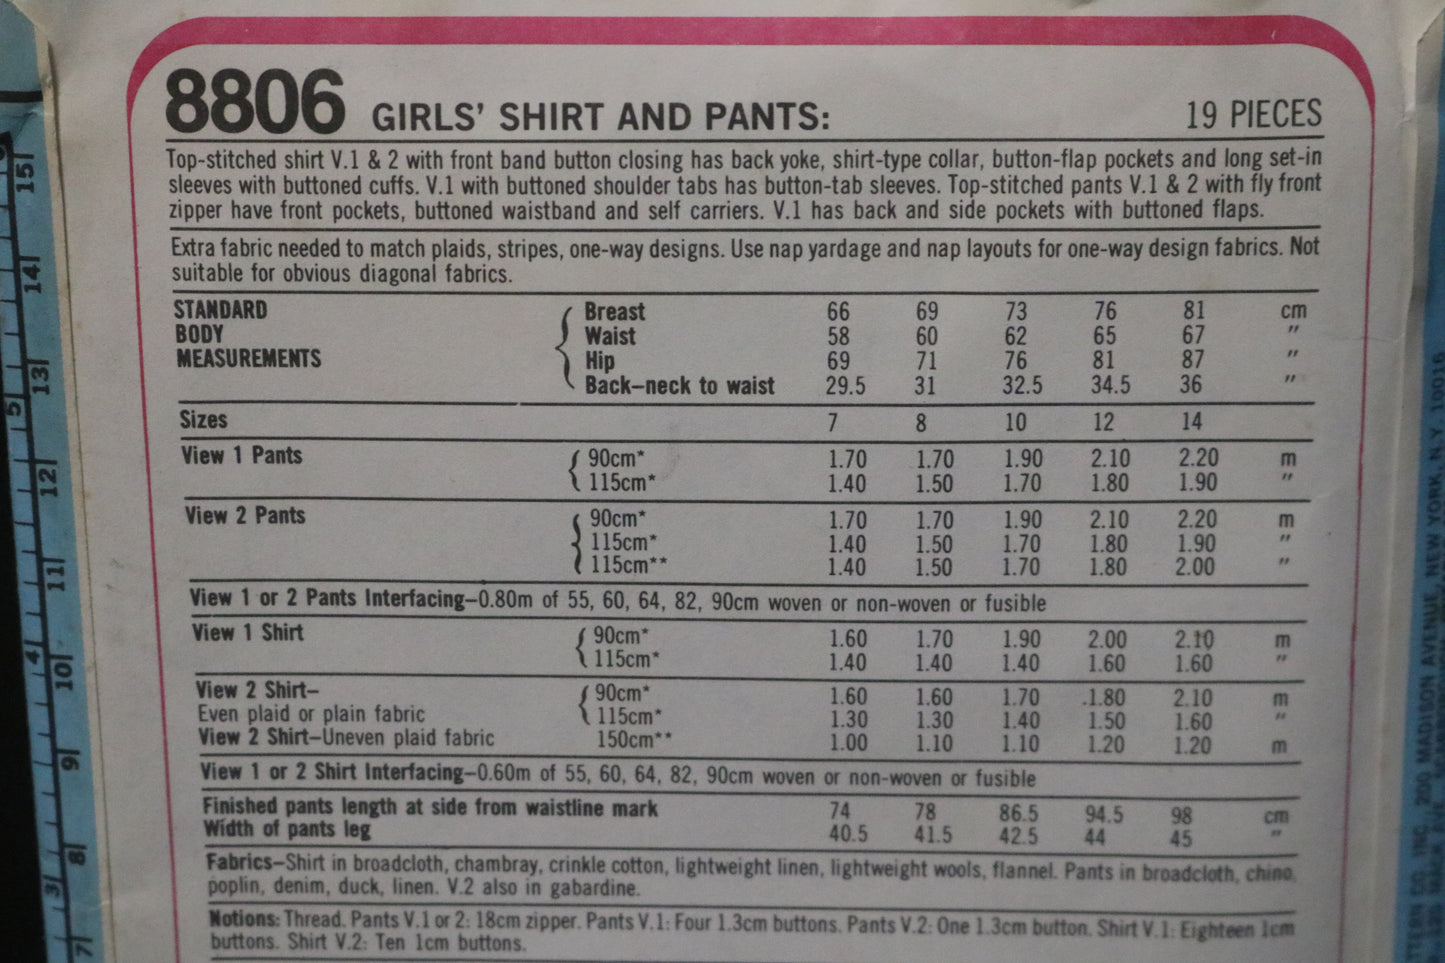 8806 GIRLS' SHIRT AND PANTS: 19 PIECES
Top-stitched shirt V.1 & 2 with front band button closing has back yoke, shirt-type collar, button-flap pockets and long set-in
sleeves with buttoned cuffs. V.1 with buttoned shoulder tabs has button-tab sleeves. Top-stitched pants V.1 & 2 with fly front
zipper have front pockets, buttoned waistband and self carriers. V.1 has back and side pockets with buttoned flaps.
Extra fabric needed to match plaids, stripes, one-way designs. Use nap yardage and nap layouts for one-way design fabrics. Not
suitable for obvious diagonal fabrics.
STANDARD Breast 66 69 73 76 81 cm
BODY Waist 58 60 62 65 67 "
MEASUREMENTS Hip 69 71 76 81 87 "
Back–neck to waist 29.5 31 32.5 34.5 36 "
Sizes 7 8 10 12 14
View 1 Pants 90cm* 1.70 1.70 1.90 2.10 2.20 m
115cm* 1.40 1.50 1.70 1.80 1.90 "
View 2 Pants 90cm* 1.70 1.70 1.90 2.10 2.20 m
115cm* 1.40 1.50 1.70 1.80 1.90 "
115cm** 1.40 1.50 1.70 1.80 2.00 "
View 1 or 2 Pants Interfacing–0.80m of 55, 60, 64, 82, 90cm woven or non-woven or fusible
View 1 Shirt 90cm* 1.60 1.70 1.90 2.00 2.10 m
115cm* 1.40 1.40 1.40 1.60 1.60 "
View 2 Shirt– 90cm* 1.60 1.60 1.70 1.80 2.10 m
Even plaid or plain fabric 115cm* 1.30 1.30 1.40 1.50 1.60 "
View 2 Shirt–Uneven plaid fabric 150cm** 1.00 1.10 1.10 1.20 1.20 m
View 1 or 2 Shirt Interfacing–0.60m of 55, 60, 64, 82, 90cm woven or non-woven or fusible
Finished pants length at side from waistline mark 74 78 86.5 94.5 98 cm
Width of pants leg 40.5 41.5 42.5 44 45 "
Fabrics–Shirt in broadcloth, chambray, crinkle cotton, lightweight linen, lightweight wools, flannel. Pants in broadcloth, chino,
poplin, denim, duck, linen. V.2 also in gabardine.
Notions: Thread. Pants V.1 or 2: 18cm zipper. Pants V.1: Four 1.3cm buttons. Pants V.2: One 1.3cm button. Shirt V.1: Eighteen 1cm
buttons. Shirt V.2: Ten 1cm buttons.
15
14
13
12
11
10
9
8
7
5
4
3
200 MADISON AVENUE, NEW YORK, N.Y. 10016